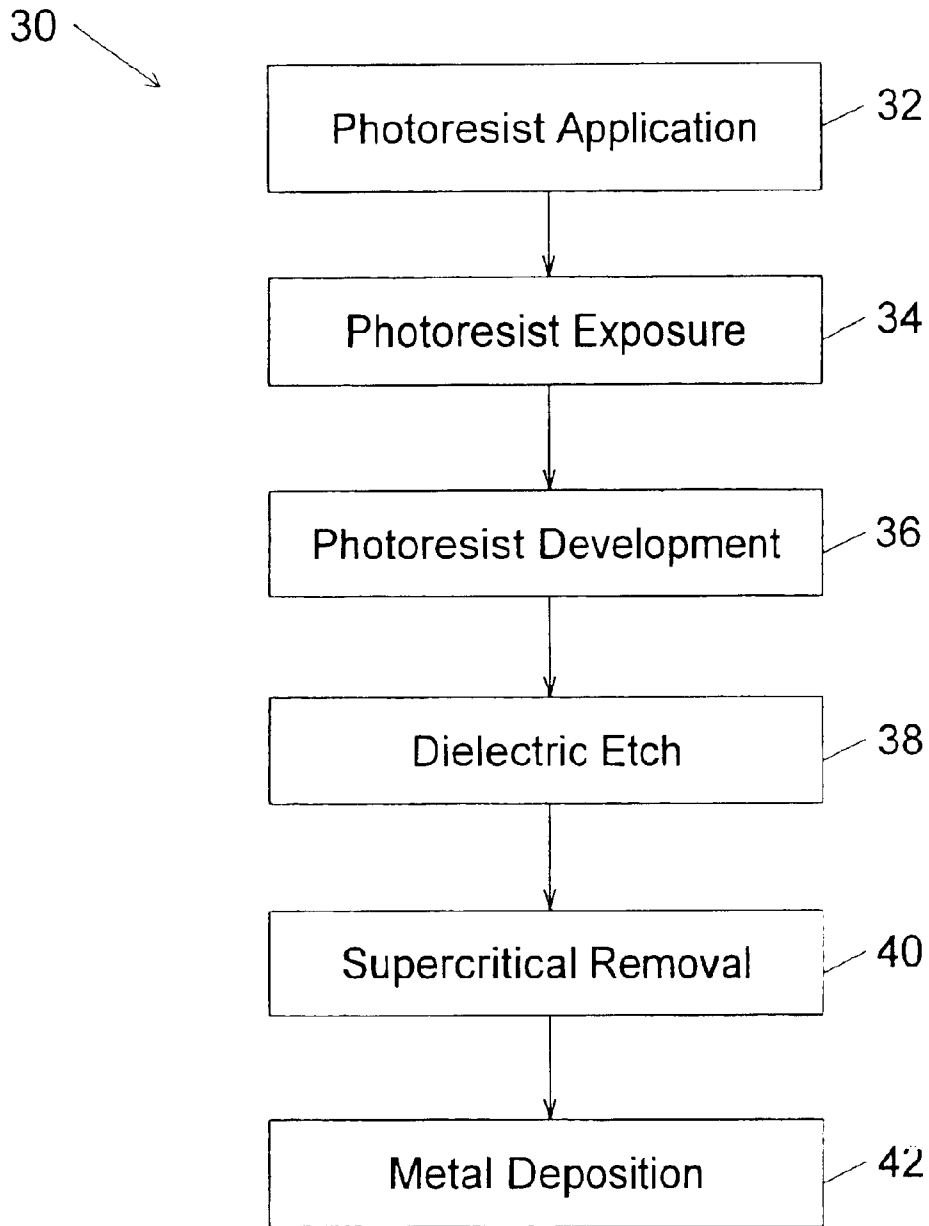 30
Photoresist Application
32
Photoresist Exposure
34
Photoresist Development
36
Dielectric Etch
38
Supercritical Removal
40
Metal Deposition
42